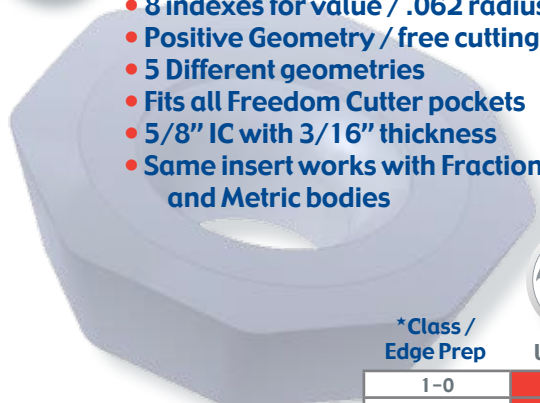 • 8 indexes for value / .062 radius
• Positive Geometry / free cutting
• 5 Different geometries
• Fits all Freedom Cutter pockets
• 5/8” IC with 3/16” thickness
• Same insert works with Fraction
and Metric bodies
*Class /
Edge Prep
1-0